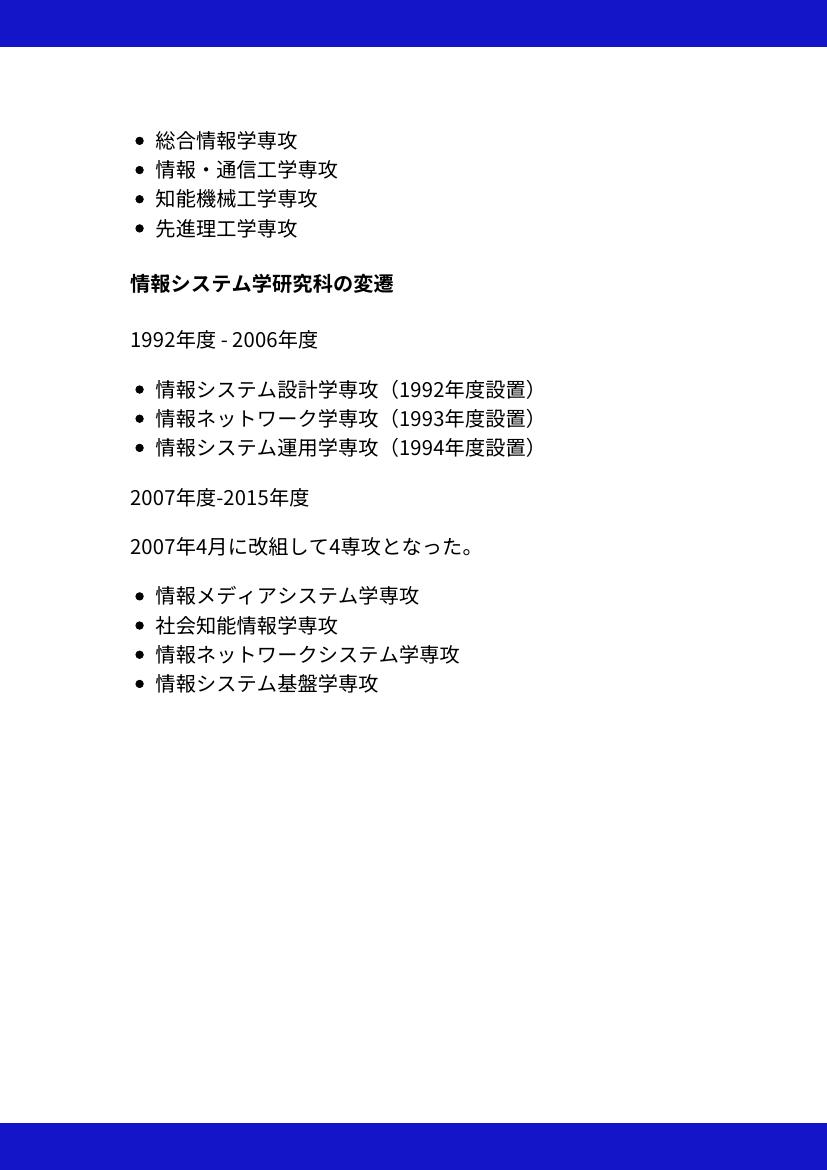 • 総合情報学専攻
• 情報・通信工学専攻
• 知能機械工学専攻
• 先進理工学専攻
情報システム学研究科の変遷
1992年度 - 2006年度
• 情報システム設計学専攻（1992年度設置）
• 情報ネットワーク学専攻（1993年度設置）
• 情報システム運用学専攻（1994年度設置）
2007年度-2015年度
2007年4月に改組して4専攻となった。
• 情報メディアシステム学専攻
• 社会知能情報学専攻
• 情報ネットワークシステム学専攻
• 情報システム基盤学専攻